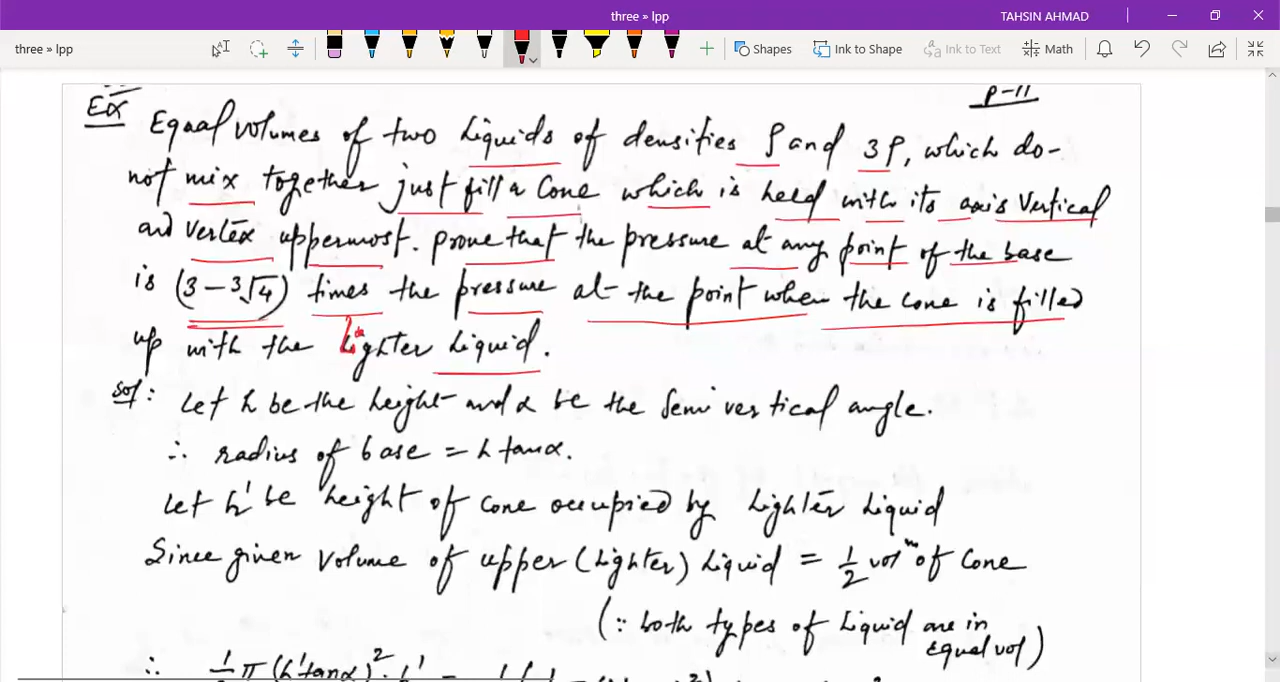 three » lpp
TAHSIN AHMAD
three » lpp
Shapes
Ink to Shape
Ink to Text
Math
P-11
Ex Equal volumes of two Liquids of densities ρ and 3ρ, which do-
not mix together just fill a Cone which is held with its axis vertical
and vertex uppermost. Prove that the pressure at any point of the base
is (3 - ³√4) times the pressure at the point when the cone is filled
up with the lighter liquid.
Sol: Let h be the height and α be the Semi vertical angle.
∴ radius of base = h tanα.
Let h' be height of cone occupied by Lighter Liquid
Since given volume of upper (Lighter) Liquid = 1/2 volm of Cone
(∵ both types of Liquid are in
equal vol)
∴ 1/3 π (h' tanα)² . h' =